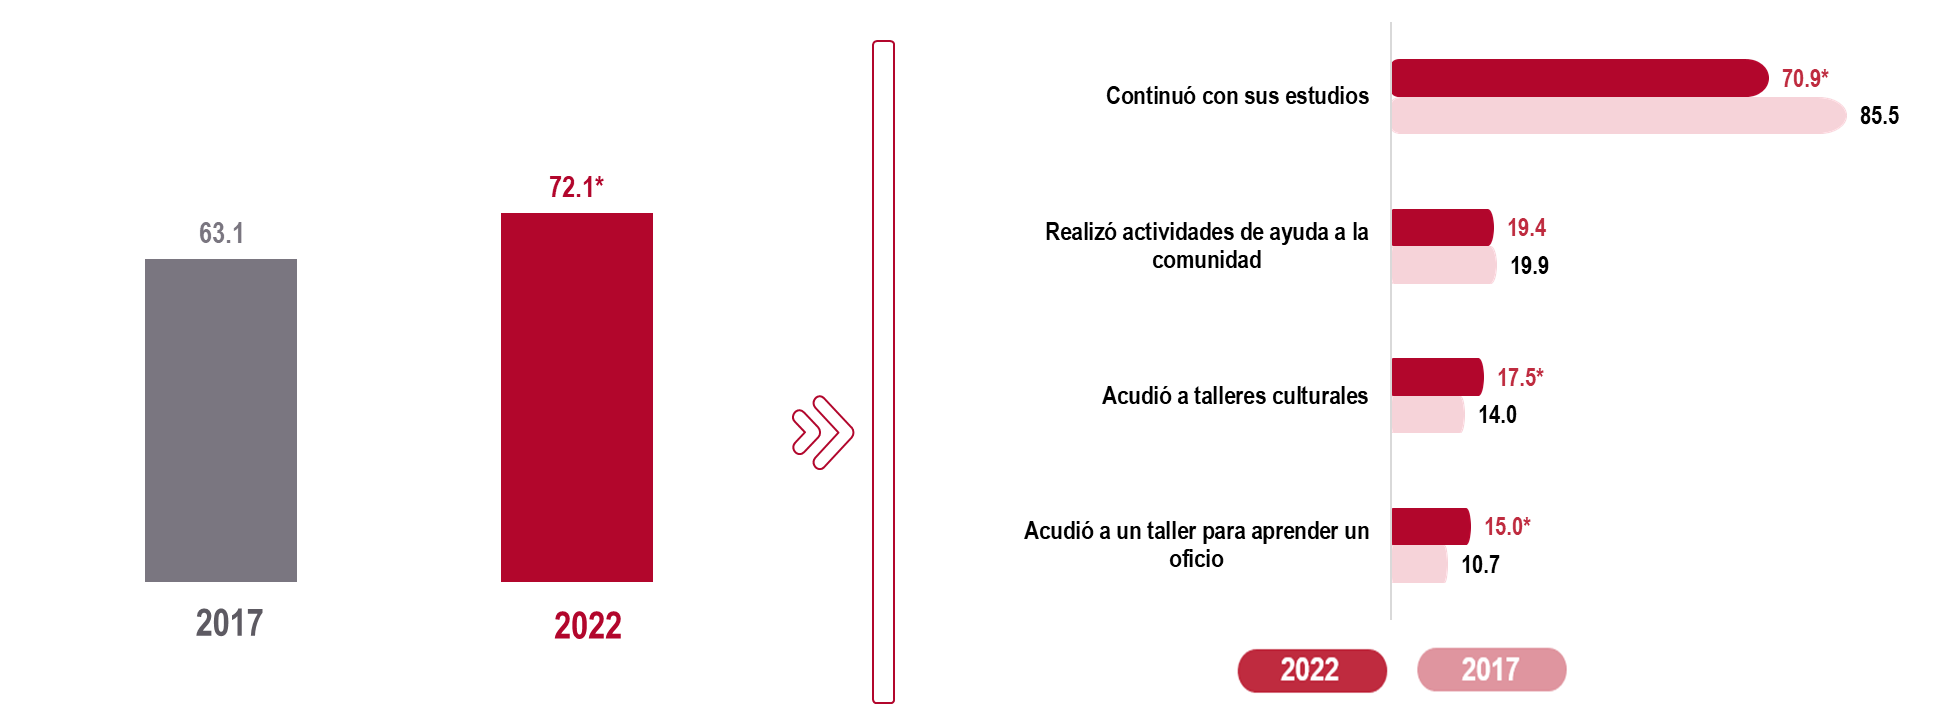 63.1
72.1*
2017
2022
Continuó con sus estudios
70.9*
85.5
Realizó actividades de ayuda a la
comunidad
19.4
19.9
Acudió a talleres culturales
17.5*
14.0
Acudió a un taller para aprender un
oficio
15.0*
10.7
2022
2017